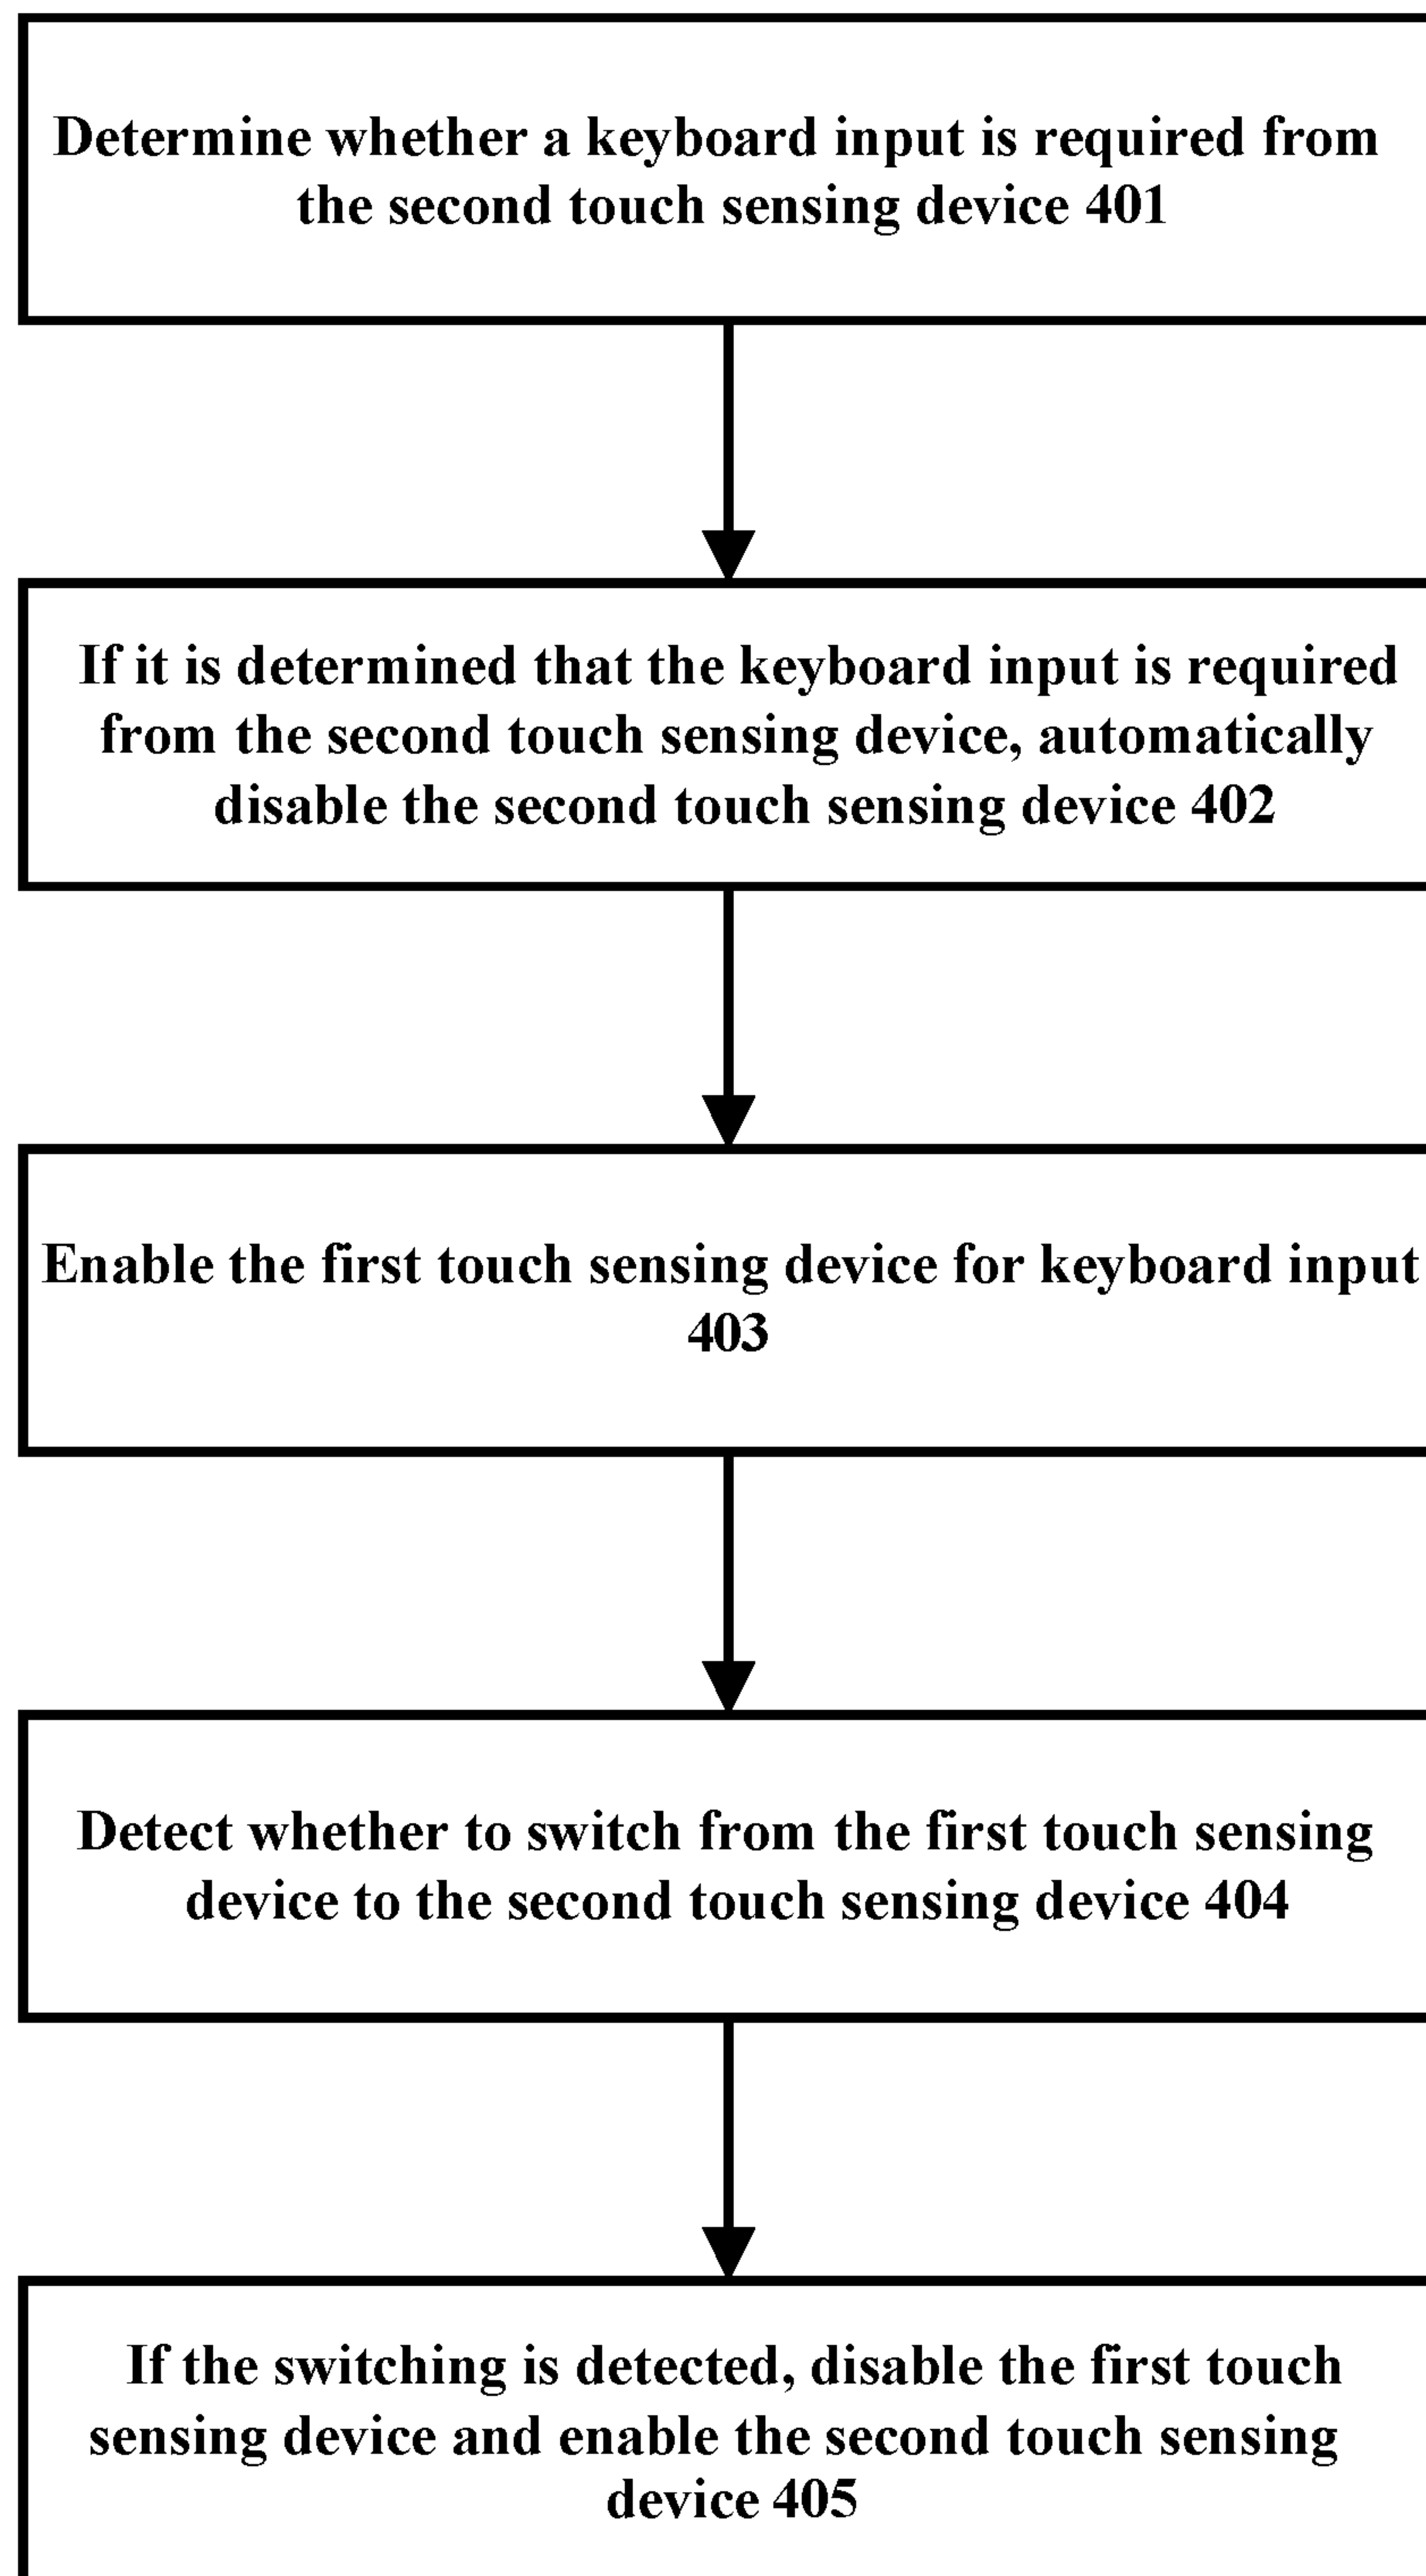 Determine whether a keyboard input is required from
the second touch sensing device 401
If it is determined that the keyboard input is required
from the second touch sensing device, automatically
disable the second touch sensing device 402
Enable the first touch sensing device for keyboard input
403
Detect whether to switch from the first touch sensing
device to the second touch sensing device 404
If the switching is detected, disable the first touch
sensing device and enable the second touch sensing
device 405